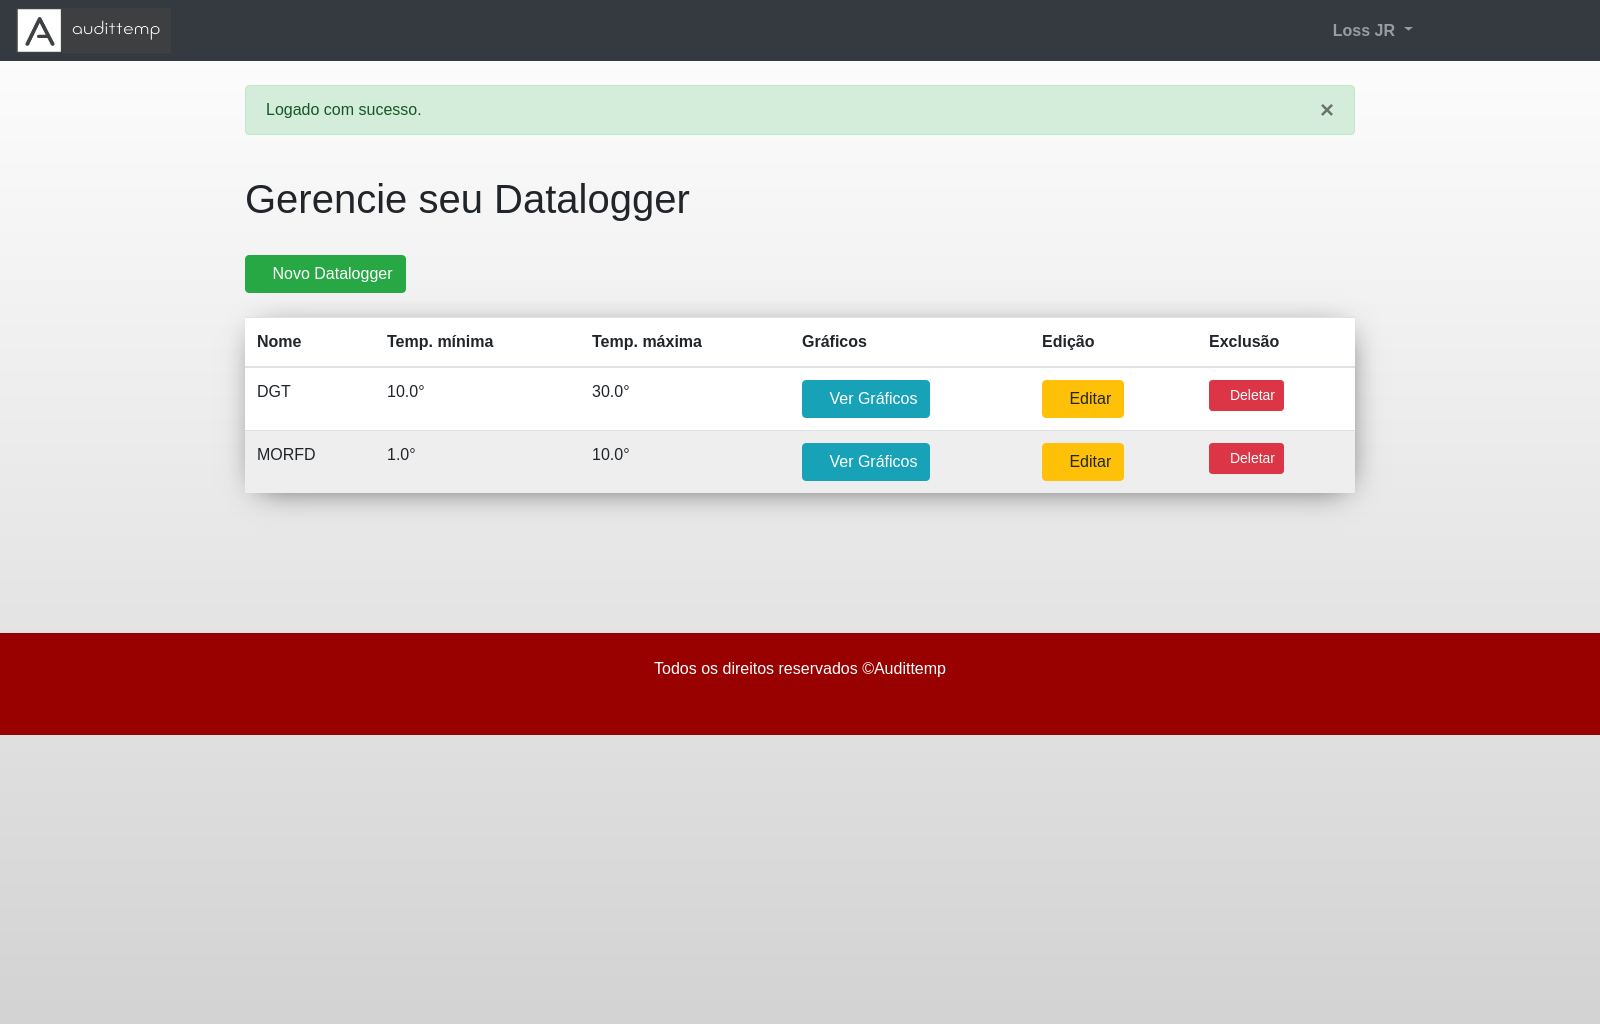 A audittemp
Loss JR
Logado com sucesso.
×
Gerencie seu Datalogger
Novo Datalogger
Nome Temp. mínima Temp. máxima Gráficos Edição Exclusão
DGT 10.0° 30.0° Ver Gráficos Editar Deletar
MORFD 1.0° 10.0° Ver Gráficos Editar Deletar
Todos os direitos reservados ©Audittemp